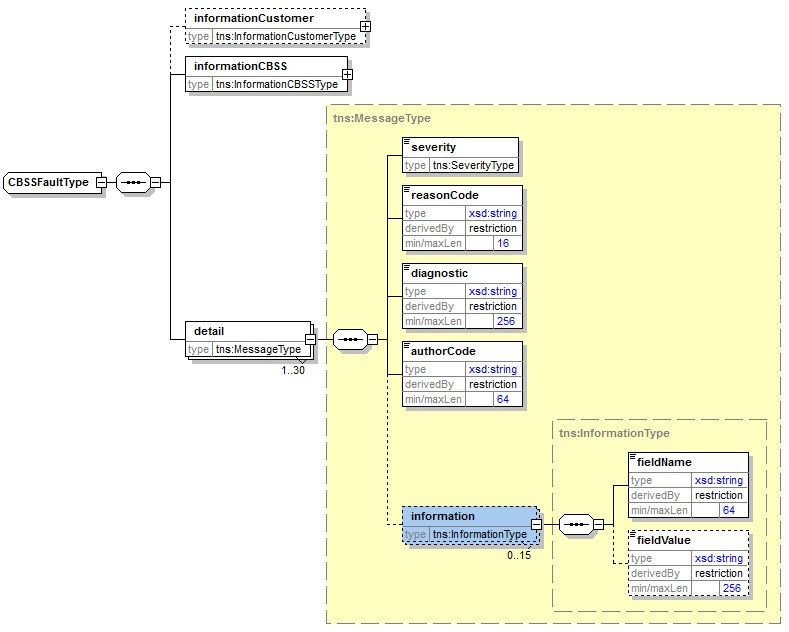 informationCustomer
type tns:InformationCustomerType
informationCBSS
type tns:InformationCBSSType
tns:MessageType
severity
type tns:SeverityType
CBSSFaultType
reasonCode
type xsd:string
derivedBy restriction
min/maxLen 16
diagnostic
type xsd:string
derivedBy restriction
min/maxLen 256
detail
type tns:MessageType
1..30
authorCode
type xsd:string
derivedBy restriction
min/maxLen 64
tns:InformationType
fieldName
type xsd:string
derivedBy restriction
min/maxLen 64
information
type tns:InformationType
0..15
fieldValue
type xsd:string
derivedBy restriction
min/maxLen 256